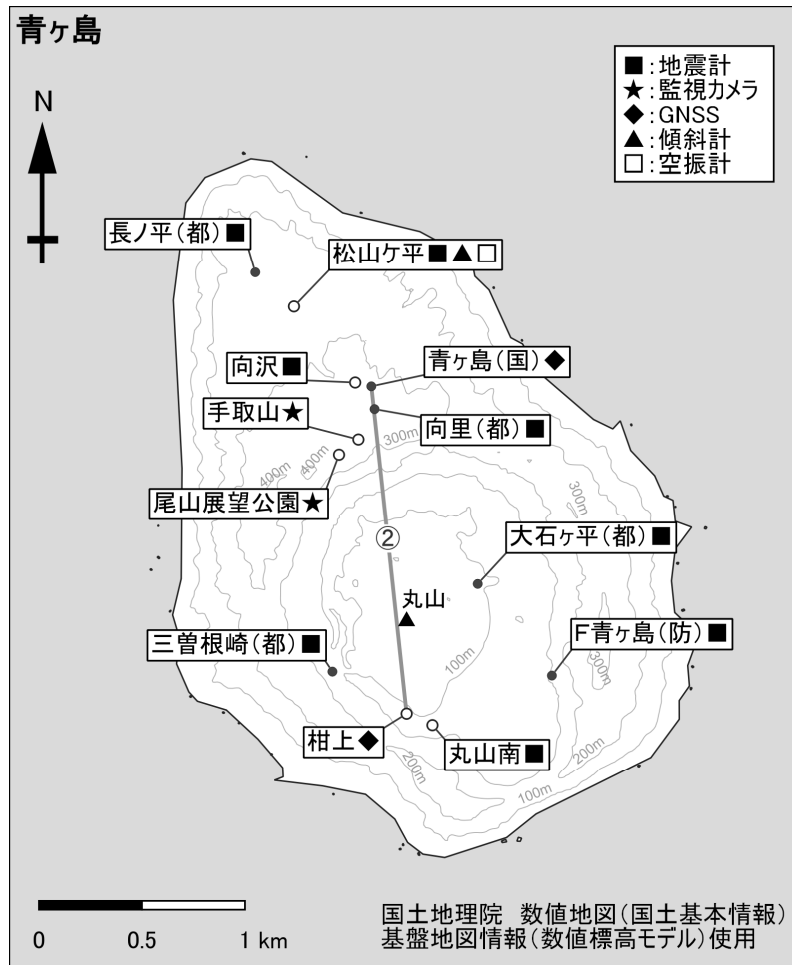 青ヶ島
■:地震計
★:監視カメラ
◆:GNSS
▲:傾斜計
□:空振計
N
長ノ平(都)■
松山ケ平■▲□
向沢■
青ヶ島(国)◆
手取山★
向里(都)■
300m
400m
400m
尾山展望公園★
300m
②
大石ヶ平(都)■
丸山
三曽根崎(都)■
F青ヶ島(防)■
100m
300m
柑上◆
丸山南■
200m
200m
100m
国土地理院 数値地図(国土基本情報)
基盤地図情報(数値標高モデル)使用
0 0.5 1 km